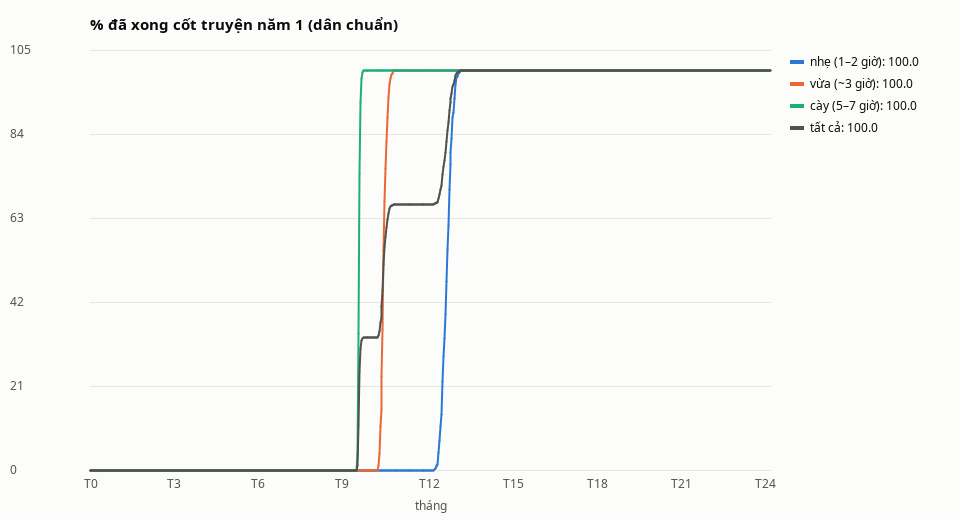 % đã xong cốt truyện năm 1 (dân chuẩn)
105
84
63
42
21
0
T0 T3 T6 T9 T12 T15 T18 T21 T24
tháng
nhẹ (1–2 giờ): 100.0
vừa (~3 giờ): 100.0
cày (5–7 giờ): 100.0
tất cả: 100.0